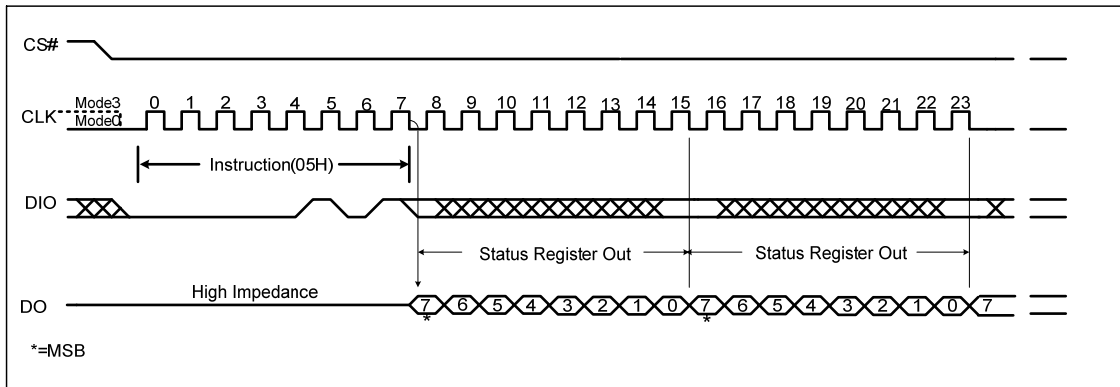 CS#
Mode3
CLK
Mode0
0 1 2 3 4 5 6 7 8 9 10 11 12 13 14 15 16 17 18 19 20 21 22 23
Instruction(05H)
DIO
Status Register Out Status Register Out
High Impedance
DO
7 6 5 4 3 2 1 0 7 6 5 4 3 2 1 0 7
* *
*=MSB